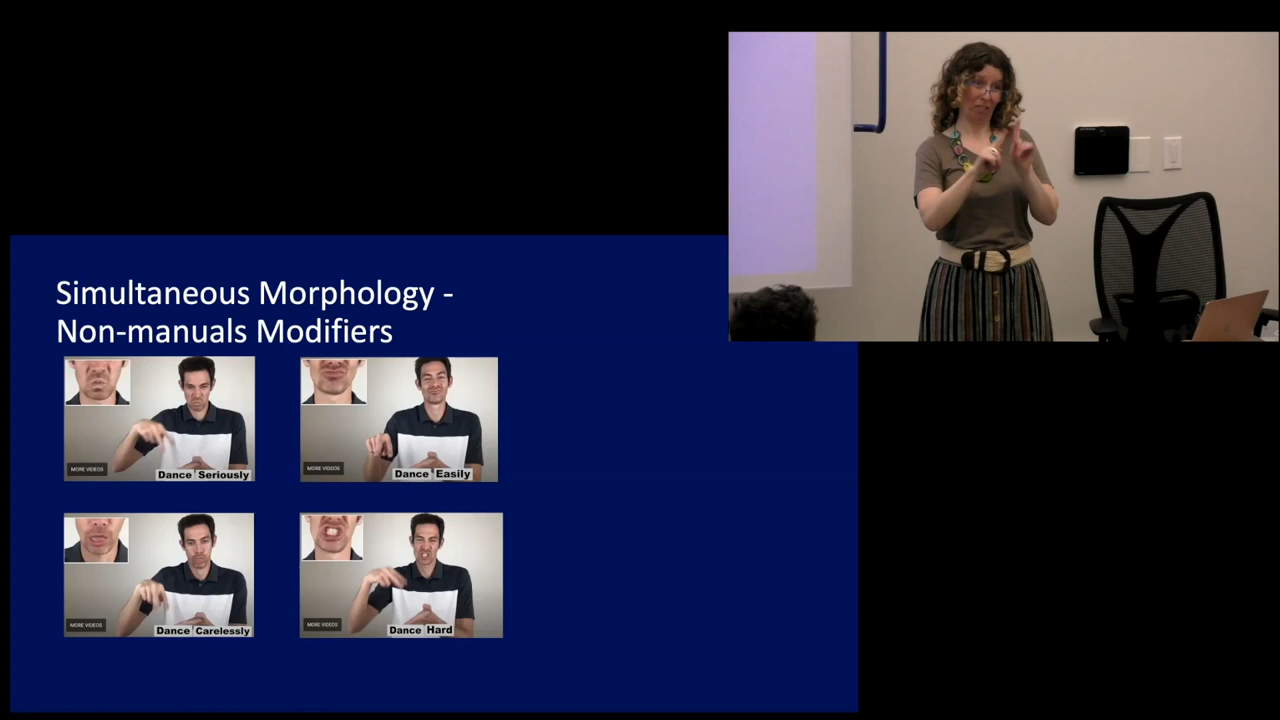 Simultaneous Morphology -
Non-manuals Modifiers
MORE VIDEOS
Dance Seriously
MORE VIDEOS
Dance Easily
MORE VIDEOS
Dance Carelessly
MORE VIDEOS
Dance Hard